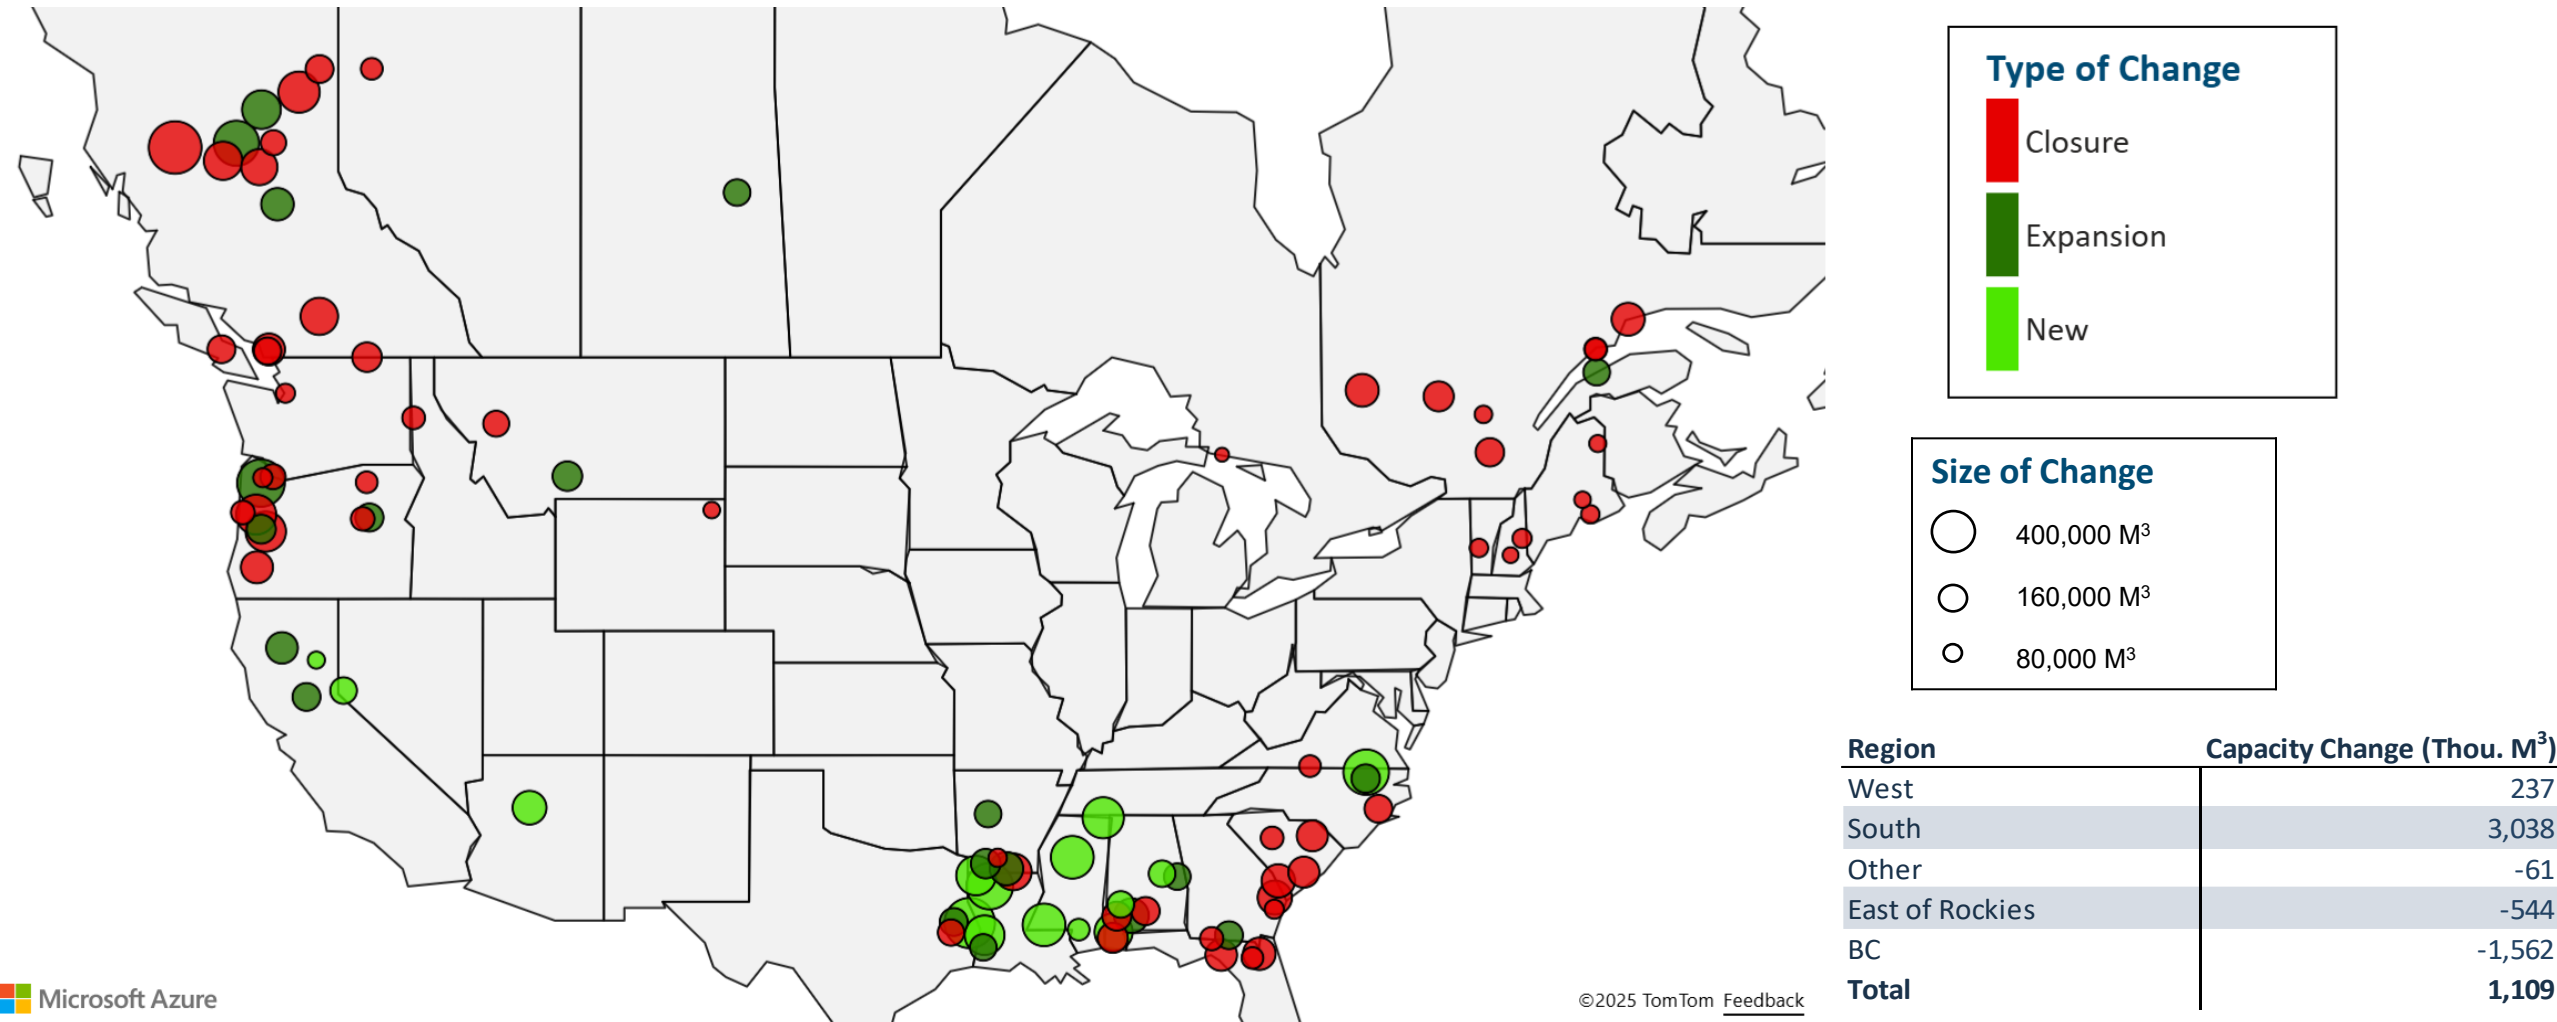 Type of Change
Closure
Expansion
New
Size of Change
400,000 M³
160,000 M³
80,000 M³
Region Capacity Change (Thou. M³)
West 237
South 3,038
Other -61
East of Rockies -544
BC -1,562
Total 1,109
Microsoft Azure
©2025 TomTom Feedback